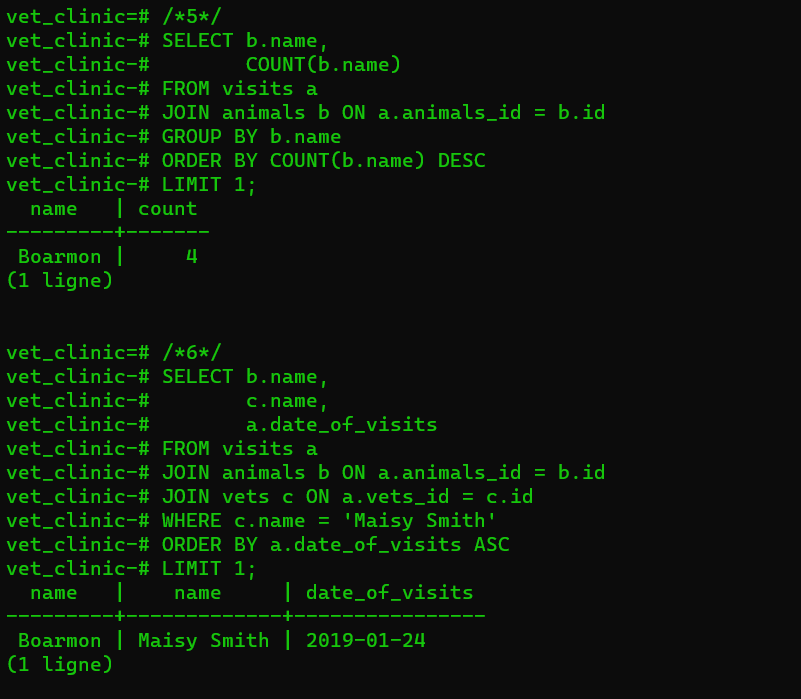 vet_clinic=# /*5*/
vet_clinic-# SELECT b.name,
vet_clinic-#        COUNT(b.name)
vet_clinic-# FROM visits a
vet_clinic-# JOIN animals b ON a.animals_id = b.id
vet_clinic-# GROUP BY b.name
vet_clinic-# ORDER BY COUNT(b.name) DESC
vet_clinic-# LIMIT 1;
  name   | count
---------+-------
 Boarmon |     4
(1 ligne)
vet_clinic=# /*6*/
vet_clinic-# SELECT b.name,
vet_clinic-#        c.name,
vet_clinic-#        a.date_of_visits
vet_clinic-# FROM visits a
vet_clinic-# JOIN animals b ON a.animals_id = b.id
vet_clinic-# JOIN vets c ON a.vets_id = c.id
vet_clinic-# WHERE c.name = 'Maisy Smith'
vet_clinic-# ORDER BY a.date_of_visits ASC
vet_clinic-# LIMIT 1;
  name   |    name     | date_of_visits
---------+-------------+----------------
 Boarmon | Maisy Smith | 2019-01-24
(1 ligne)